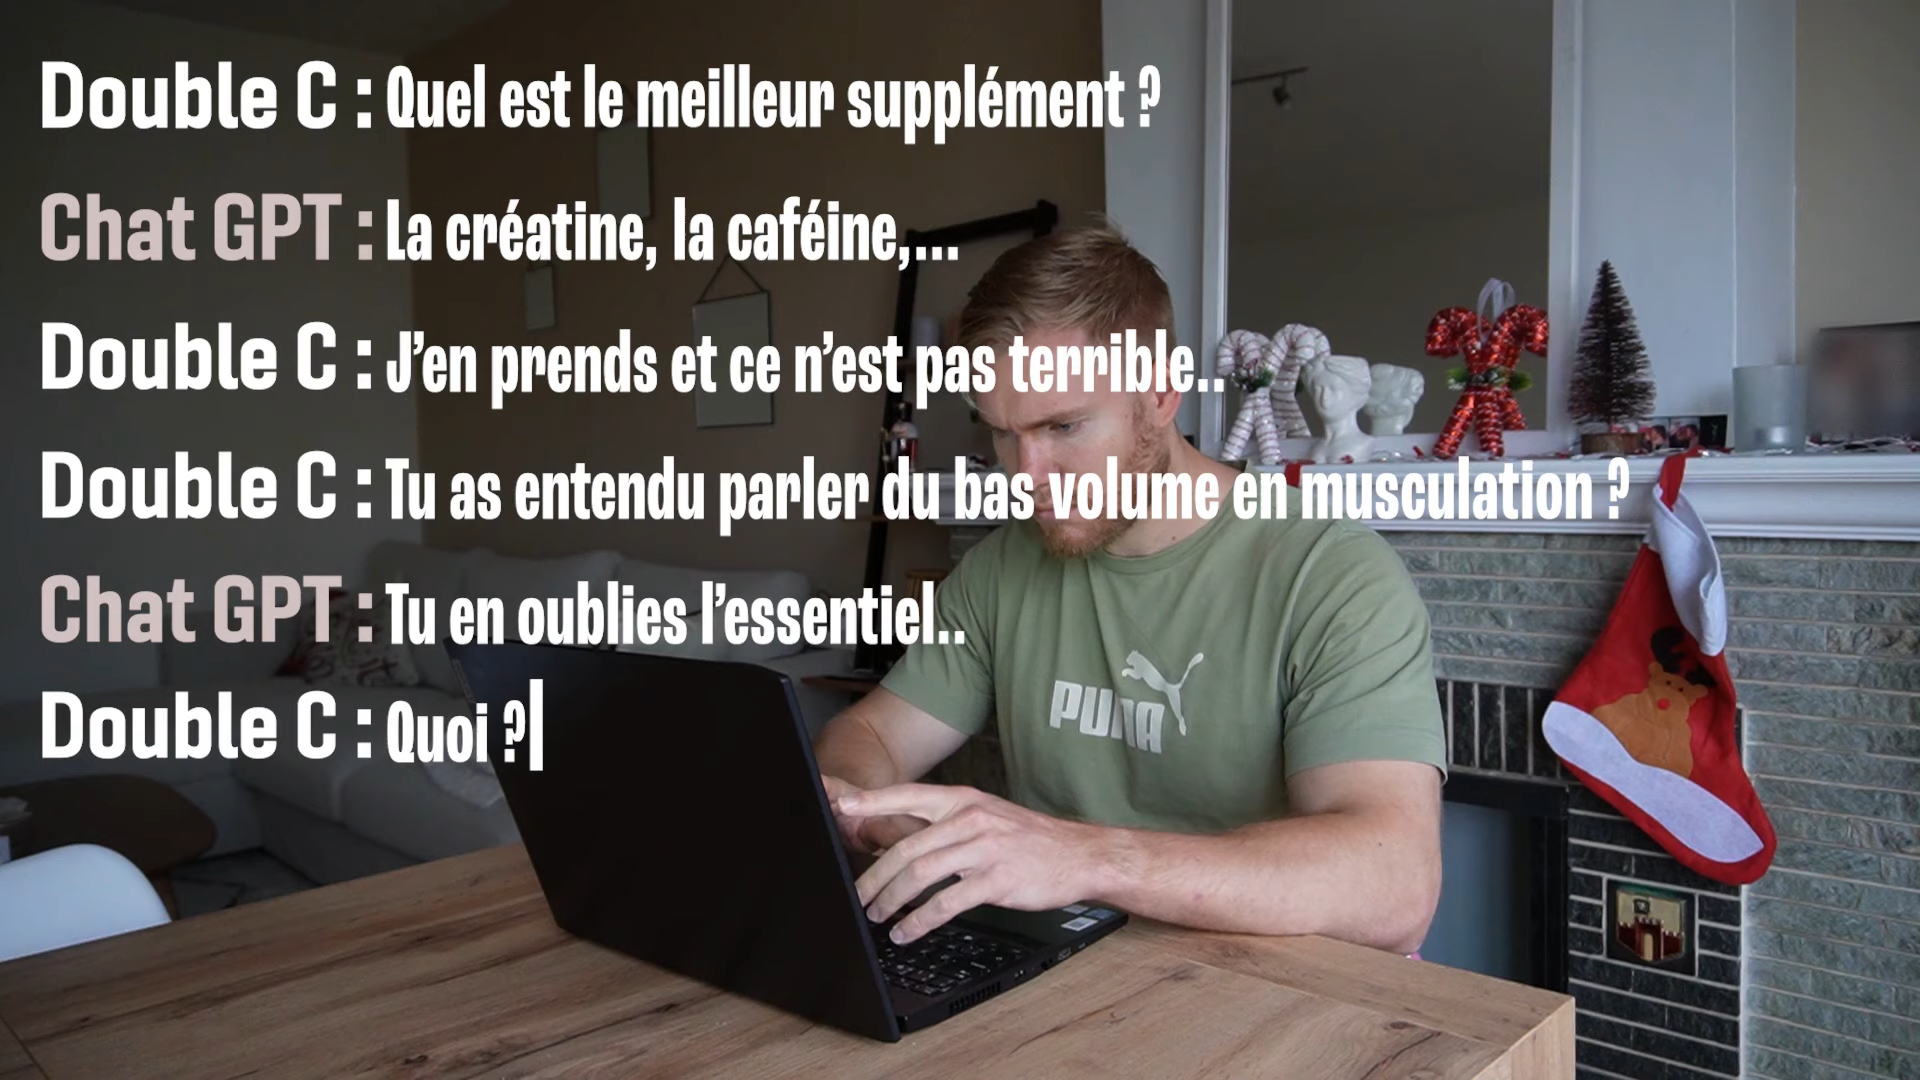 Double C : Quel est le meilleur supplément ?
Chat GPT : La créatine, la caféine,...
Double C : J'en prends et ce n'est pas terrible..
Double C : Tu as entendu parler du bas volume en musculation ?
Chat GPT : Tu en oublies l'essentiel..
Double C : Quoi ?
PUMA